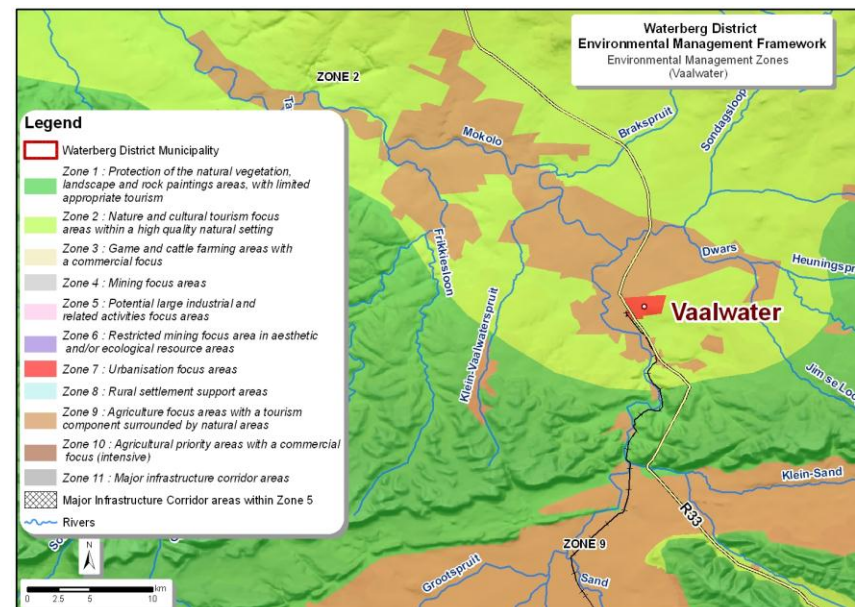 Waterberg District
Environmental Management Framework
Environmental Management Zones
(Vaalwater)
ZONE 2
Mokolo
Brakspruit
Sondagsloop
Legend
Waterberg District Municipality
Zone 1 : Protection of the natural vegetation,
landscape and rock paintings areas, with limited
appropriate tourism
Zone 2 : Nature and cultural tourism focus
areas within a high quality natural setting
Zone 3 : Game and cattle farming areas with
a commercial focus
Zone 4 : Mining focus areas
Zone 5 : Potential large industrial and
related activities focus areas
Zone 6 : Restricted mining focus area in aesthetic
and/or ecological resource areas
Zone 7 : Urbanisation focus areas
Zone 8 : Rural settlement support areas
Zone 9 : Agriculture focus areas with a tourism
component surrounded by natural areas
Zone 10 : Agricultural priority areas with a commercial
focus (intensive)
Zone 11 : Major infrastructure corridor areas
Major Infrastructure Corridor areas within Zone 5
Rivers
Frikkiesloon
Klein-Vaalwaterspruit
Dwars
Heuningspr
Vaalwater
Jim se Loo
Klein-Sand
R33
ZONE 9
Grootspruit
Sand
N
km
0 2.5 5 10